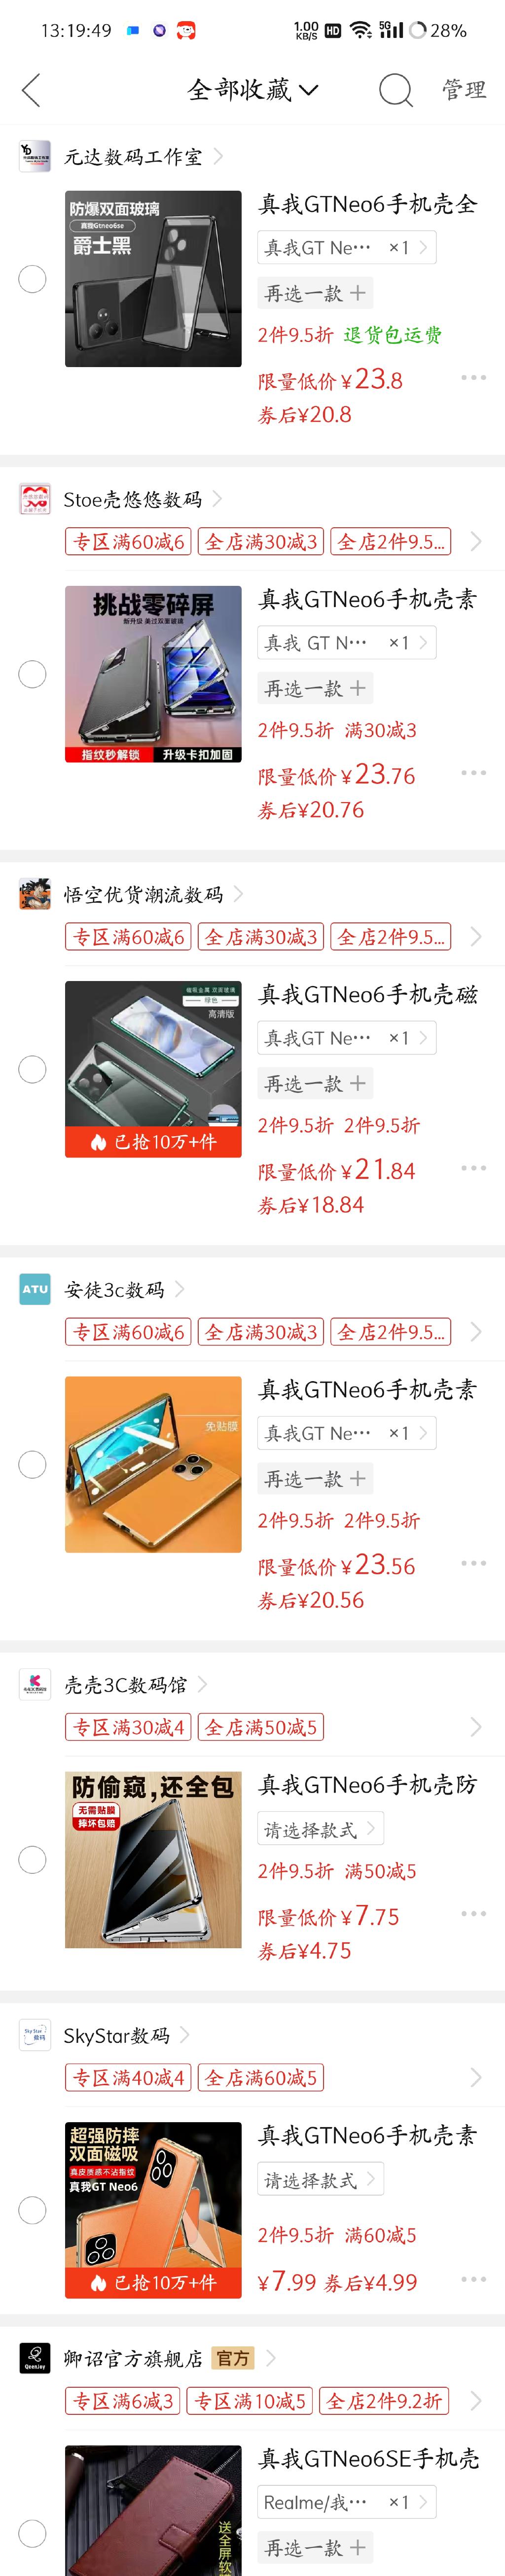 13:19:49
1.00 KB/S HD 5G 28%
全部收藏
管理
YD
元达数码工作室
防爆双面玻璃
真我Gtneo6se
爵士黑
真我GTNeo6手机壳全
真我GT Ne··· ×1
再选一款
2件9.5折 退货包运费
限量低价¥23.8
券后¥20.8
Stoe壳悠悠数码
专区满60减6 全店满30减3 全店2件9.5...
挑战零碎屏
指纹秒解锁 升级卡扣加固
真我GTNeo6手机壳素
真我 GT N··· ×1
再选一款
2件9.5折 满30减3
限量低价¥23.76
券后¥20.76
悟空优货潮流数码
专区满60减6 全店满30减3 全店2件9.5...
磁吸金属 双面玻璃
绿色
高清版
已抢10万+件
真我GTNeo6手机壳磁
真我GT Ne··· ×1
再选一款
2件9.5折 2件9.5折
限量低价¥21.84
券后¥18.84
ATU
安徒3c数码
专区满60减6 全店满30减3 全店2件9.5...
免贴膜
真我GTNeo6手机壳素
真我GT Ne··· ×1
再选一款
2件9.5折 2件9.5折
限量低价¥23.56
券后¥20.56
壳壳3C数码馆
专区满30减4 全店满50减5
防偷窥,还全包
无需贴膜
摔坏包赔
真我GTNeo6手机壳防
请选择款式
2件9.5折 满50减5
限量低价¥7.75
券后¥4.75
SkyStar
数码
SkyStar数码
专区满40减4 全店满60减5
超强防摔
双面磁吸
真皮质感不沾指纹
真我GT Neo6
已抢10万+件
真我GTNeo6手机壳素
请选择款式
2件9.5折 满60减5
¥7.99 券后¥4.99
卿诏官方旗舰店 官方
专区满6减3 专区满10减5 全店2件9.2折
送全屏软
真我GTNeo6SE手机壳
Realme/我··· ×1
再选一款